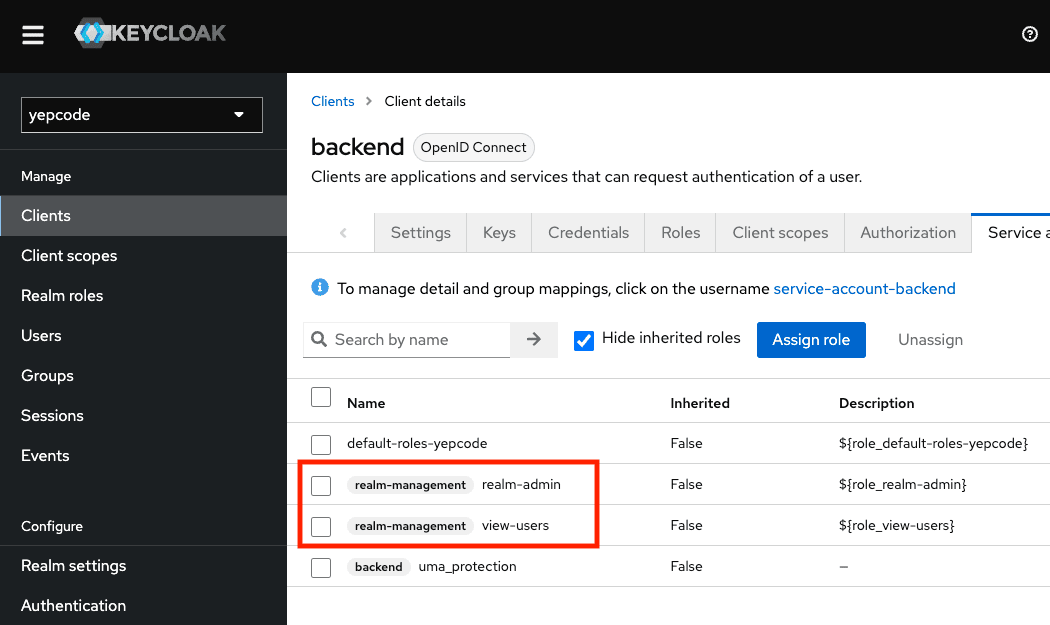 KEYCLOAK
yepcode
Manage
Clients
Client scopes
Realm roles
Users
Groups
Sessions
Events
Configure
Realm settings
Authentication
Clients > Client details
backend OpenID Connect
Clients are applications and services that can request authentication of a user.
Settings Keys Credentials Roles Client scopes Authorization Service a
To manage detail and group mappings, click on the username service-account-backend
Search by name Hide inherited roles Assign role Unassign
Name Inherited Description
default-roles-yepcode False ${role_default-roles-yepcode}
realm-management realm-admin False ${role_realm-admin}
realm-management view-users False ${role_view-users}
backend uma_protection False –